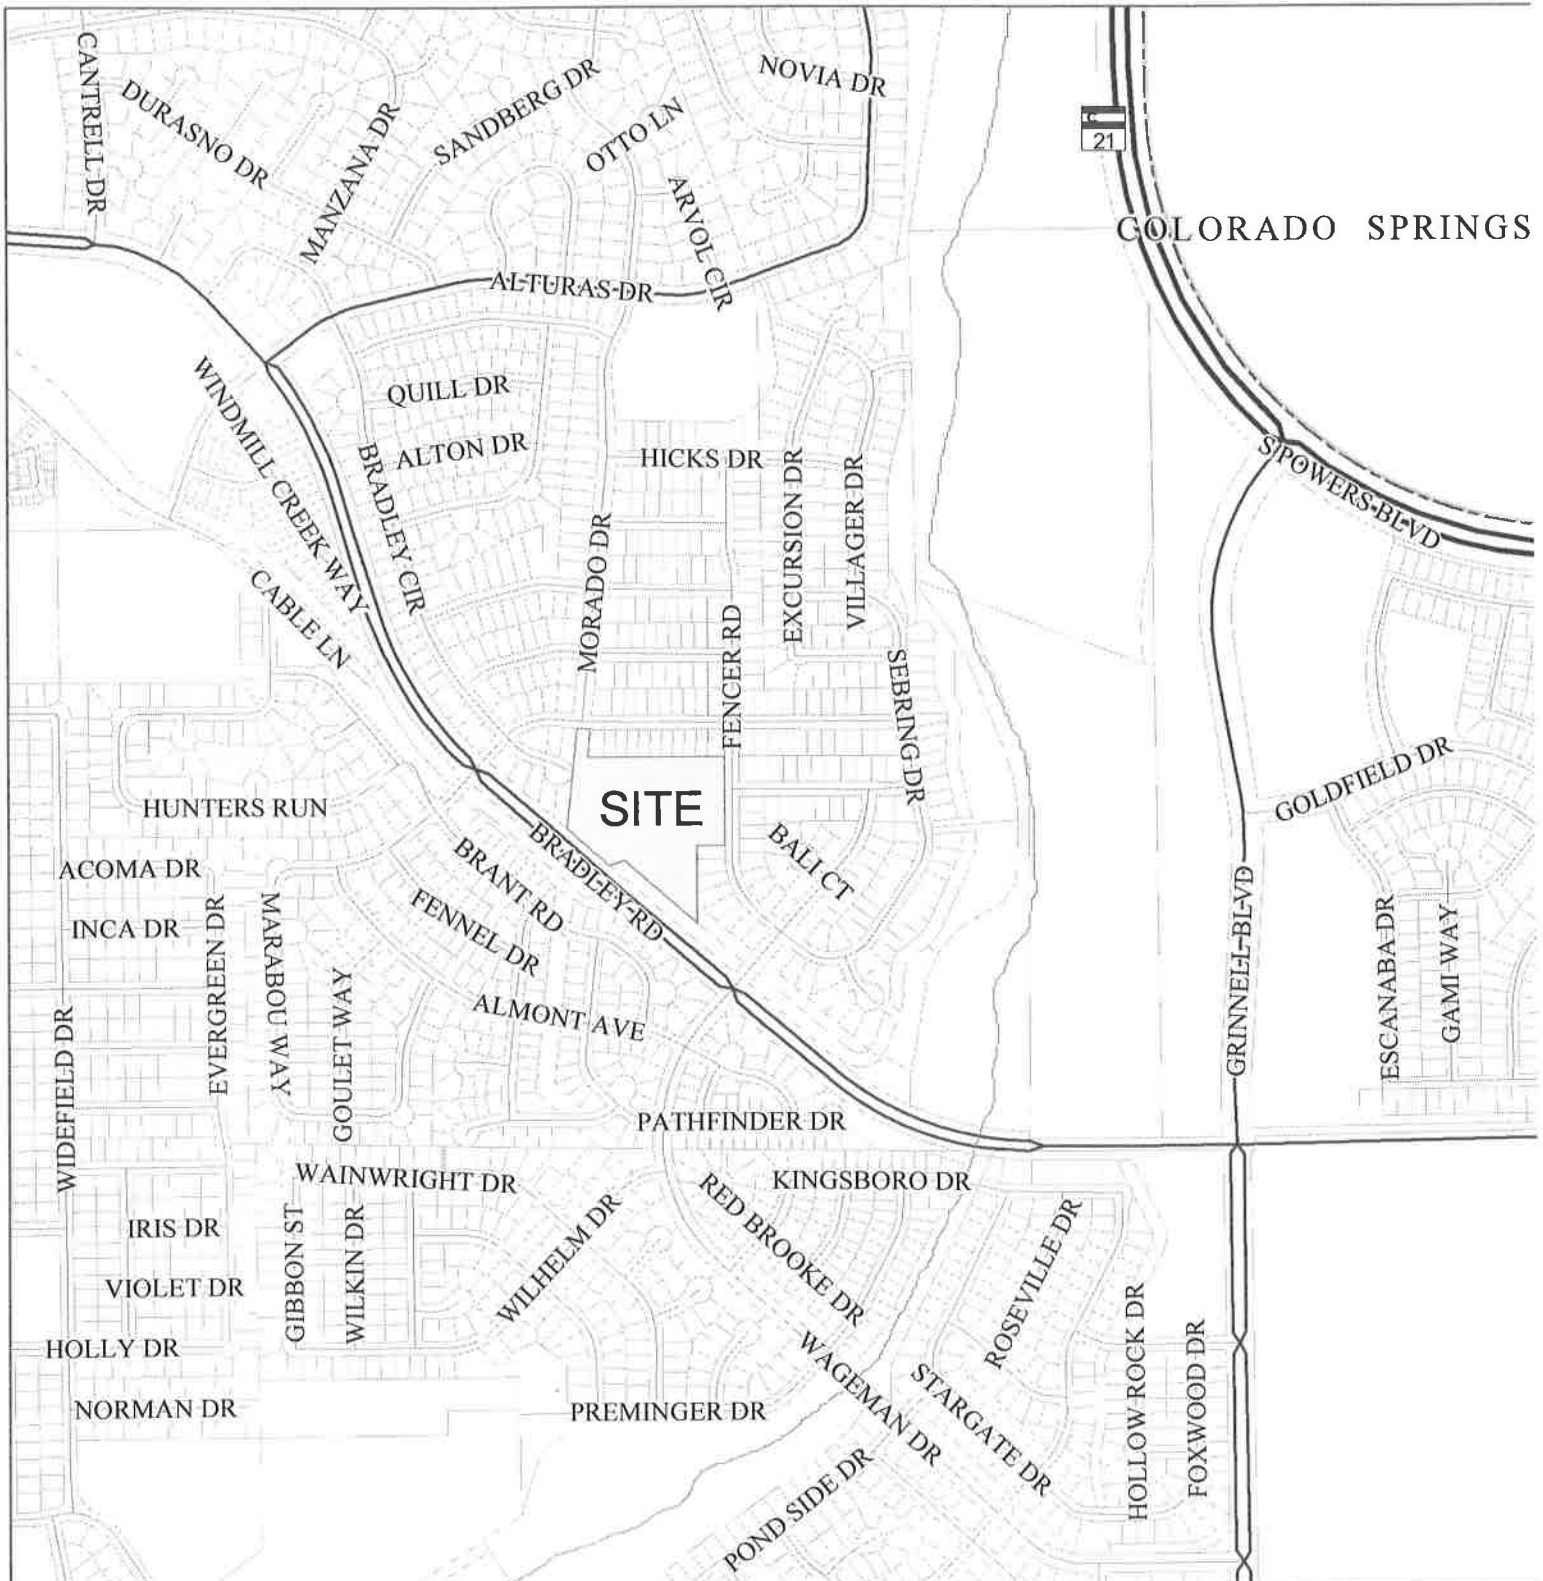 CANTRELL DR
DURASNO DR
MANZANA DR
SANDBERG DR
OTTO LN
NOVIA DR
ARVOL CIR
C
21
COLORADO SPRINGS
ALTURAS DR
WINDMILL CREEK WAY
QUILL DR
ALTON DR
BRADLEY CIR
HICKS DR
EXCURSION DR
VILLAGER DR
S POWERS BLVD
CABLE LN
MORADO DR
FENCER RD
SEBRING DR
HUNTERS RUN
SITE
GOLDFIELD DR
BRADLEY RD
BALI CT
ACOMA DR
BRANT RD
FENNEL DR
INCA DR
EVERGREEN DR
MARABOU WAY
GOULET WAY
ALMONT AVE
GRINNELL BLVD
ESCANABA DR
GAMI WAY
WIDEFIELD DR
PATHFINDER DR
WAINWRIGHT DR
KINGSBORO DR
IRIS DR
GIBBON ST
WILKIN DR
WILHELM DR
RED BROOKE DR
ROSEVILLE DR
VIOLET DR
HOLLY DR
WAGEMAN DR
STARGATE DR
HOLLOW ROCK DR
FOXWOOD DR
NORMAN DR
PREMINGER DR
POND SIDE DR